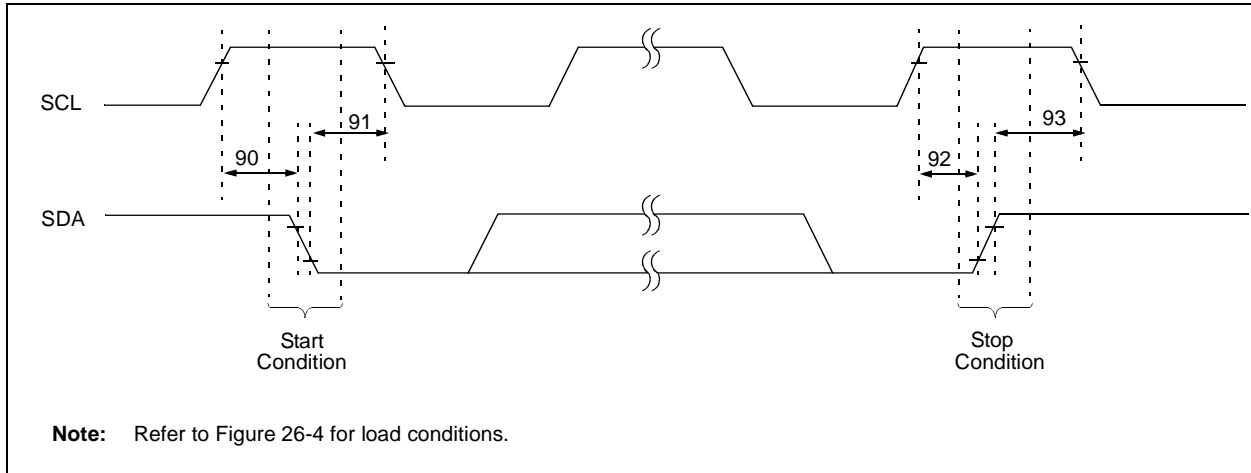 SCL
91
93
90
92
SDA
Start
Condition
Stop
Condition
Note: Refer to Figure 26-4 for load conditions.